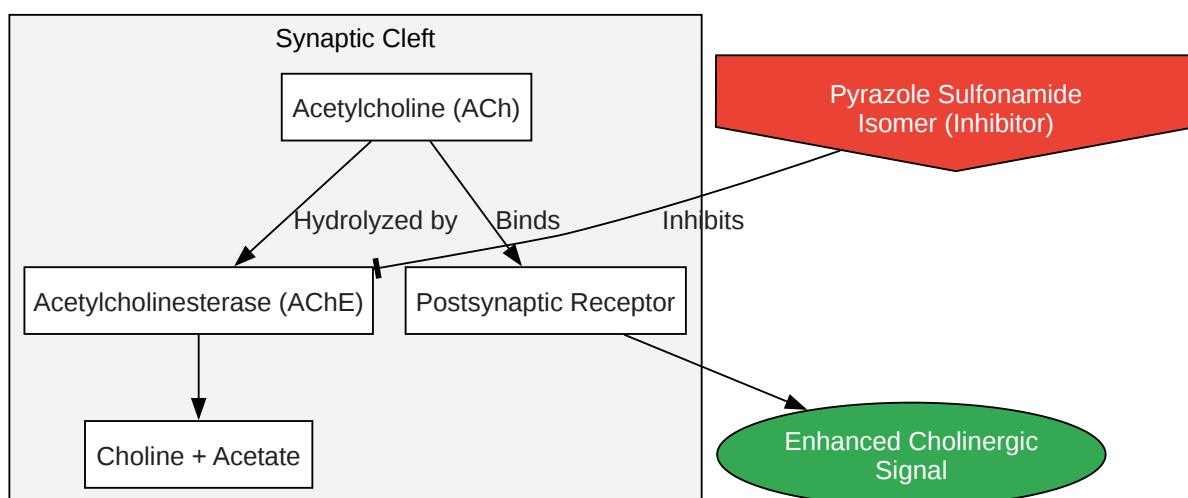 Synaptic Cleft
Acetylcholine (ACh)
Pyrazole Sulfonamide
Isomer (Inhibitor)
Hydrolyzed by
Binds
Inhibits
Acetylcholinesterase (AChE)
Postsynaptic Receptor
Choline + Acetate
Enhanced Cholinergic
Signal